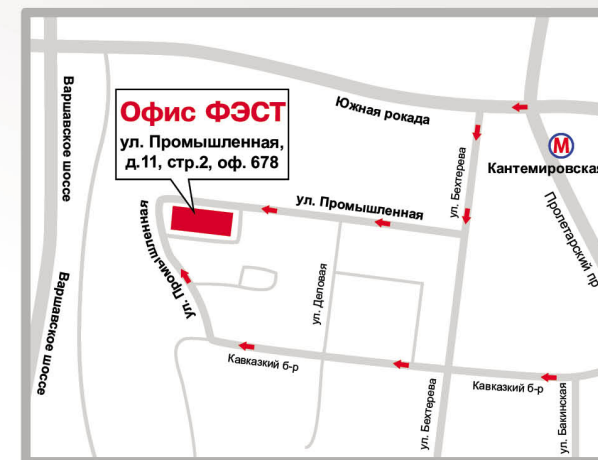 Варшавское шоссе
Офис ФЭСТ
ул. Промышленная,
д.11, стр.2, оф. 678
Южная рокада
М
Кантемировская
ул. Бехтерева
Пролетарский пр
ул. Промышленная
ул. Промышленная
ул. Деловая
Варшавское шоссе
Кавказкий б-р
Кавказкий б-р
ул. Бехтерева
ул. Бакинская